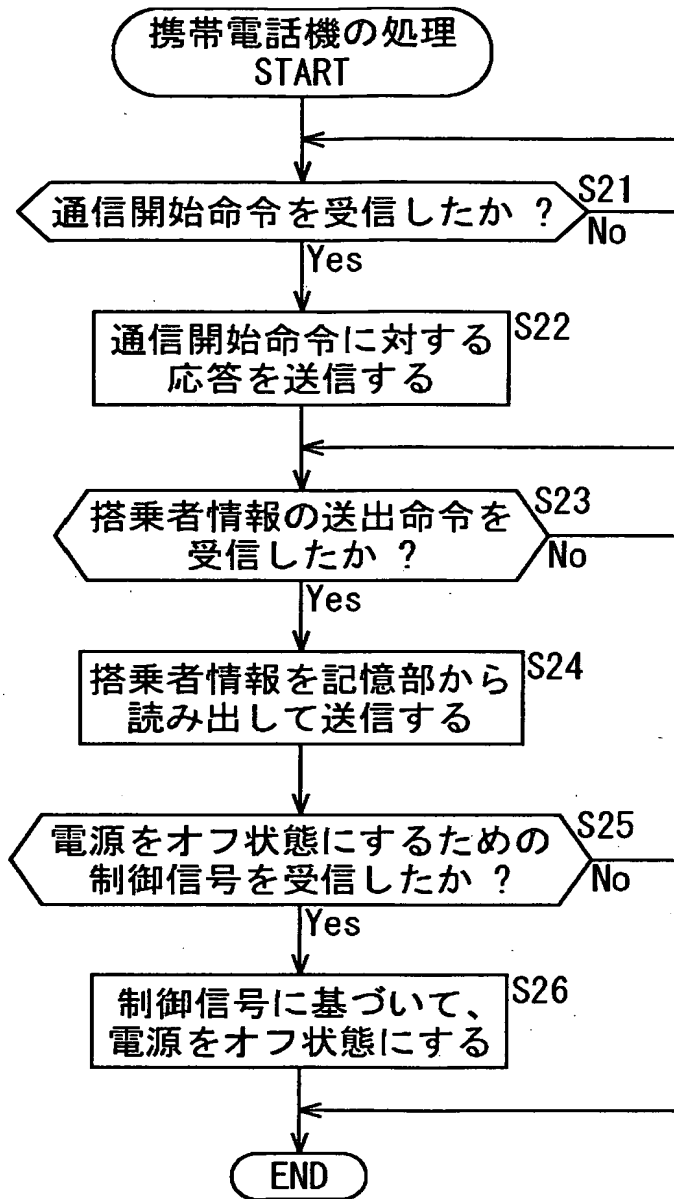 携帯電話機の処理
START
通信開始命令を受信したか ?
S21
No
Yes
通信開始命令に対する
応答を送信する
S22
搭乗者情報の送出命令を
受信したか ?
S23
No
Yes
搭乗者情報を記憶部から
読み出して送信する
S24
電源をオフ状態にするための
制御信号を受信したか ?
S25
No
Yes
制御信号に基づいて、
電源をオフ状態にする
S26
END